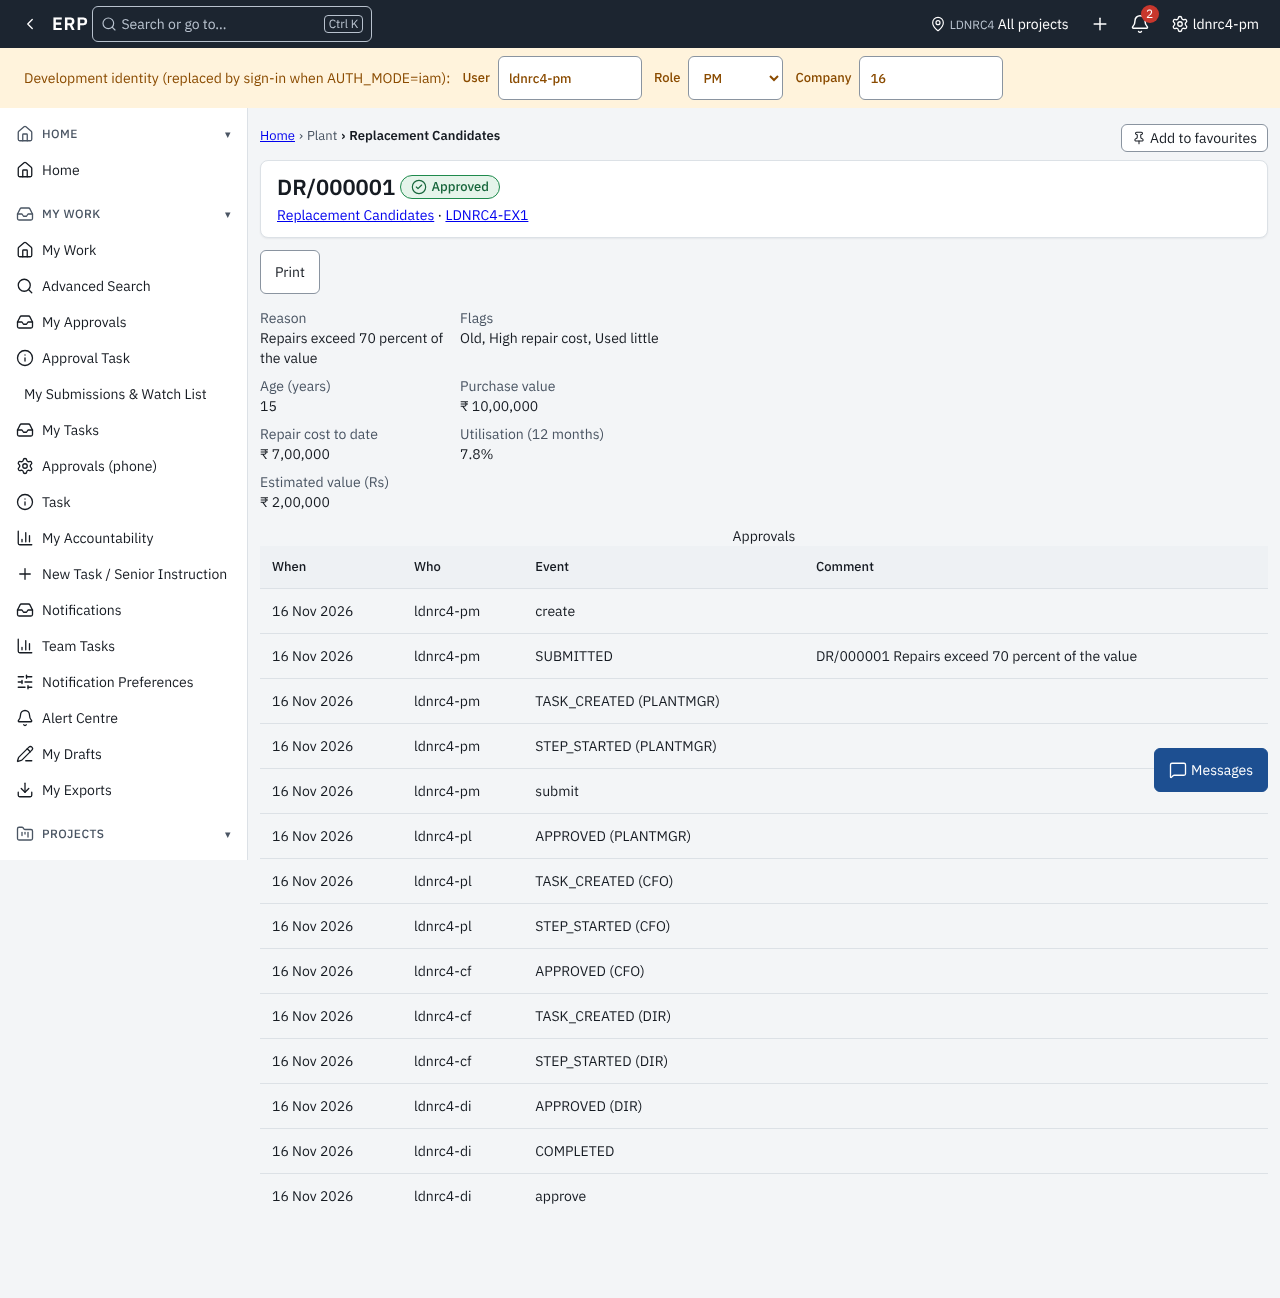 ERP Search or go to... Ctrl K LDNRC4 All projects 2 ldnrc4-pm
Development identity (replaced by sign-in when AUTH_MODE=iam): User ldnrc4-pm Role PM Company 16
HOME
Home
MY WORK
My Work
Advanced Search
My Approvals
Approval Task
My Submissions & Watch List
My Tasks
Approvals (phone)
Task
My Accountability
New Task / Senior Instruction
Notifications
Team Tasks
Notification Preferences
Alert Centre
My Drafts
My Exports
PROJECTS
Home › Plant › Replacement Candidates
Add to favourites
DR/000001 Approved
Replacement Candidates · LDNRC4-EX1
Print
Reason
Repairs exceed 70 percent of
the value
Flags
Old, High repair cost, Used little
Age (years)
15
Purchase value
₹ 10,00,000
Repair cost to date
₹ 7,00,000
Utilisation (12 months)
7.8%
Estimated value (Rs)
₹ 2,00,000
Approvals
When Who Event Comment
16 Nov 2026 ldnrc4-pm create
16 Nov 2026 ldnrc4-pm SUBMITTED DR/000001 Repairs exceed 70 percent of the value
16 Nov 2026 ldnrc4-pm TASK_CREATED (PLANTMGR)
16 Nov 2026 ldnrc4-pm STEP_STARTED (PLANTMGR)
Messages
16 Nov 2026 ldnrc4-pm submit
16 Nov 2026 ldnrc4-pl APPROVED (PLANTMGR)
16 Nov 2026 ldnrc4-pl TASK_CREATED (CFO)
16 Nov 2026 ldnrc4-pl STEP_STARTED (CFO)
16 Nov 2026 ldnrc4-cf APPROVED (CFO)
16 Nov 2026 ldnrc4-cf TASK_CREATED (DIR)
16 Nov 2026 ldnrc4-cf STEP_STARTED (DIR)
16 Nov 2026 ldnrc4-di APPROVED (DIR)
16 Nov 2026 ldnrc4-di COMPLETED
16 Nov 2026 ldnrc4-di approve